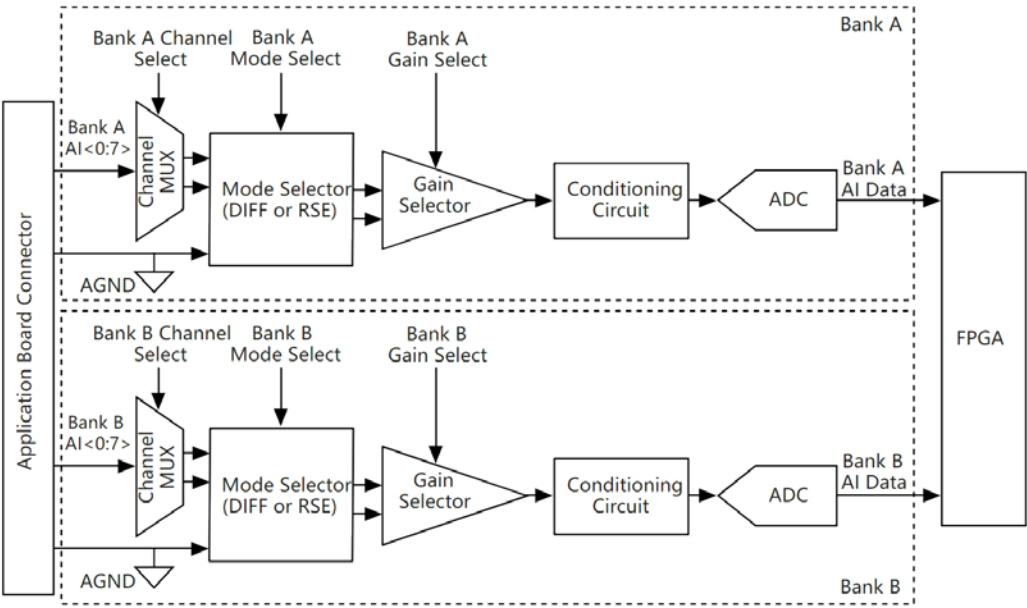 Bank A
Bank A Channel
Select
Bank A
Mode Select
Bank A
Gain Select
Application Board Connector
Bank A
AI<0:7>
Channel
MUX
Mode Selector
(DIFF or RSE)
Gain
Selector
Conditioning
Circuit
ADC
Bank A
AI Data
AGND
FPGA
Bank B Channel
Select
Bank B
Mode Select
Bank B
Gain Select
Bank B
AI<0:7>
Channel
MUX
Mode Selector
(DIFF or RSE)
Gain
Selector
Conditioning
Circuit
ADC
Bank B
AI Data
AGND
Bank B